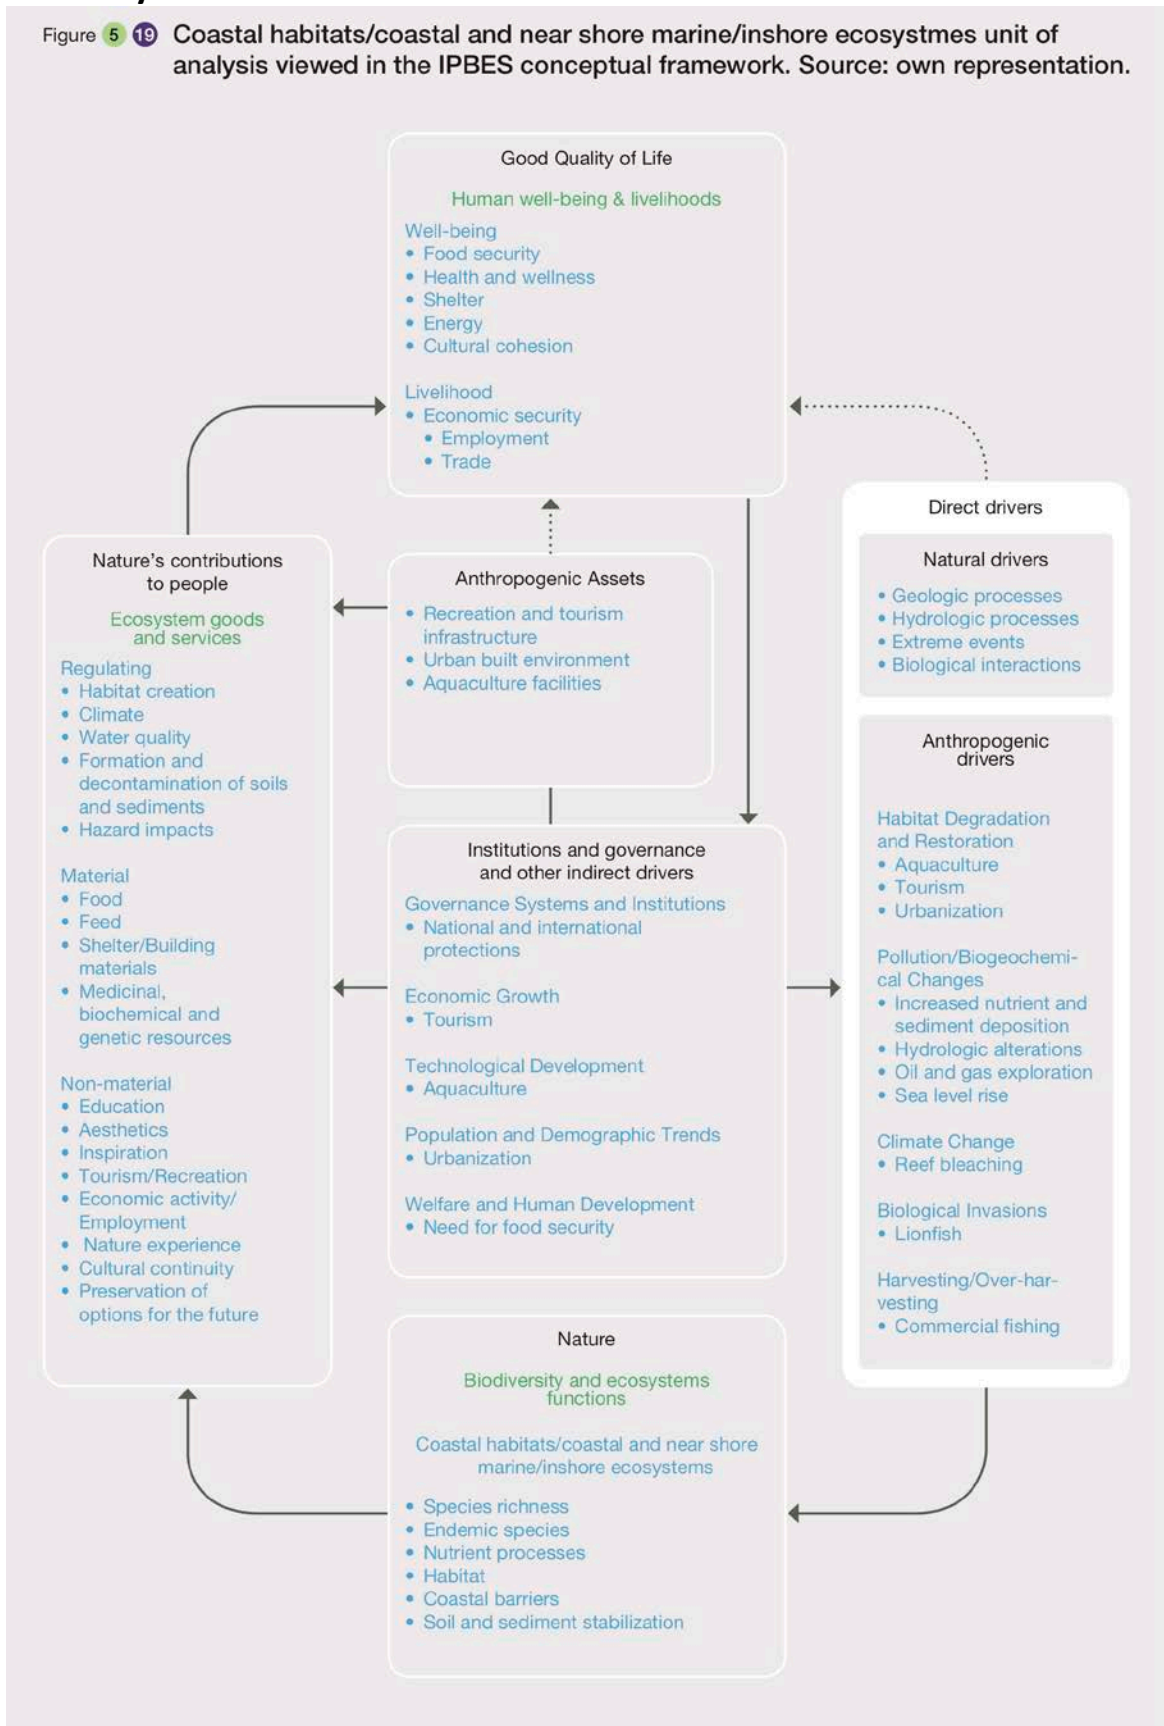 Figure 5 19 Coastal habitats/coastal and near shore marine/inshore ecosystmes unit of
analysis viewed in the IPBES conceptual framework. Source: own representation.
Good Quality of Life
Human well-being & livelihoods
Well-being
• Food security
• Health and wellness
• Shelter
• Energy
• Cultural cohesion
Livelihood
• Economic security
• Employment
• Trade
Nature's contributions
to people
Ecosystem goods
and services
Regulating
• Habitat creation
• Climate
• Water quality
• Formation and
decontamination of soils
and sediments
• Hazard impacts
Material
• Food
• Feed
• Shelter/Building
materials
• Medicinal,
biochemical and
genetic resources
Non-material
• Education
• Aesthetics
• Inspiration
• Tourism/Recreation
• Economic activity/
Employment
• Nature experience
• Cultural continuity
• Preservation of
options for the future
Anthropogenic Assets
• Recreation and tourism
infrastructure
• Urban built environment
• Aquaculture facilities
Institutions and governance
and other indirect drivers
Governance Systems and Institutions
• National and international
protections
Economic Growth
• Tourism
Technological Development
• Aquaculture
Population and Demographic Trends
• Urbanization
Welfare and Human Development
• Need for food security
Direct drivers
Natural drivers
• Geologic processes
• Hydrologic processes
• Extreme events
• Biological interactions
Anthropogenic
drivers
Habitat Degradation
and Restoration
• Aquaculture
• Tourism
• Urbanization
Pollution/Biogeochemi-
cal Changes
• Increased nutrient and
sediment deposition
• Hydrologic alterations
• Oil and gas exploration
• Sea level rise
Climate Change
• Reef bleaching
Biological Invasions
• Lionfish
Harvesting/Over-har-
vesting
• Commercial fishing
Nature
Biodiversity and ecosystems
functions
Coastal habitats/coastal and near shore
marine/inshore ecosystems
• Species richness
• Endemic species
• Nutrient processes
• Habitat
• Coastal barriers
• Soil and sediment stabilization